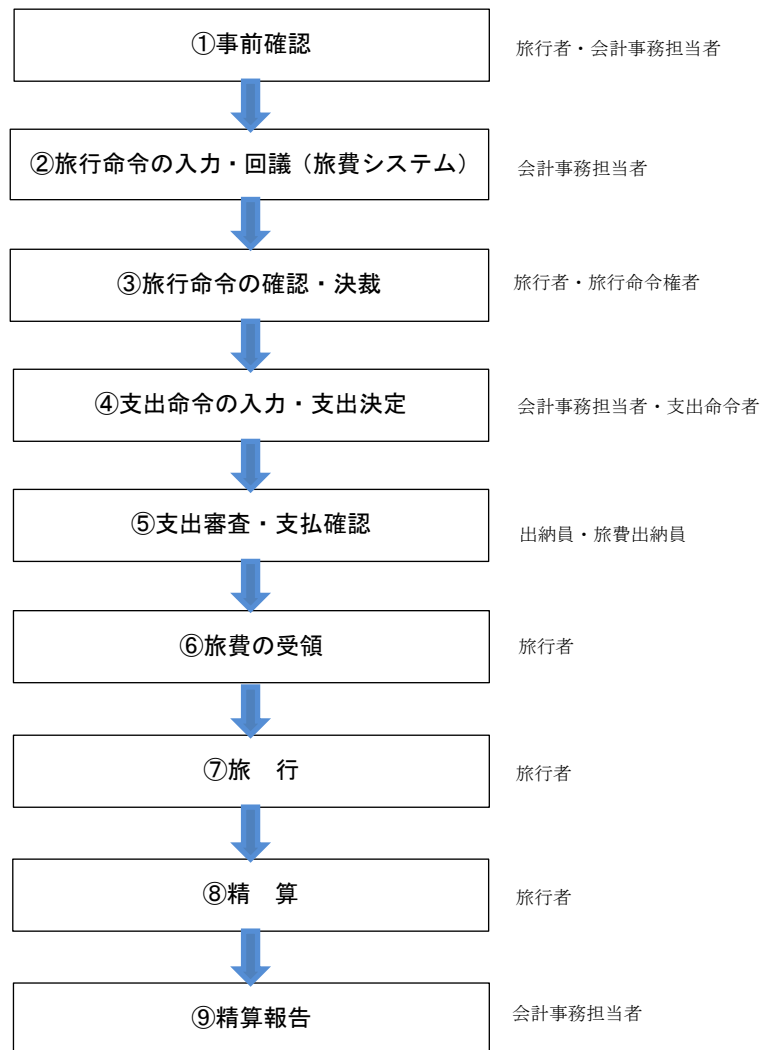 ①事前確認
旅行者・会計事務担当者
②旅行命令の入力・回議（旅費システム）
会計事務担当者
③旅行命令の確認・決裁
旅行者・旅行命令権者
④支出命令の入力・支出決定
会計事務担当者・支出命令者
⑤支出審査・支払確認
出納員・旅費出納員
⑥旅費の受領
旅行者
⑦旅　行
旅行者
⑧精　算
旅行者
⑨精算報告
会計事務担当者